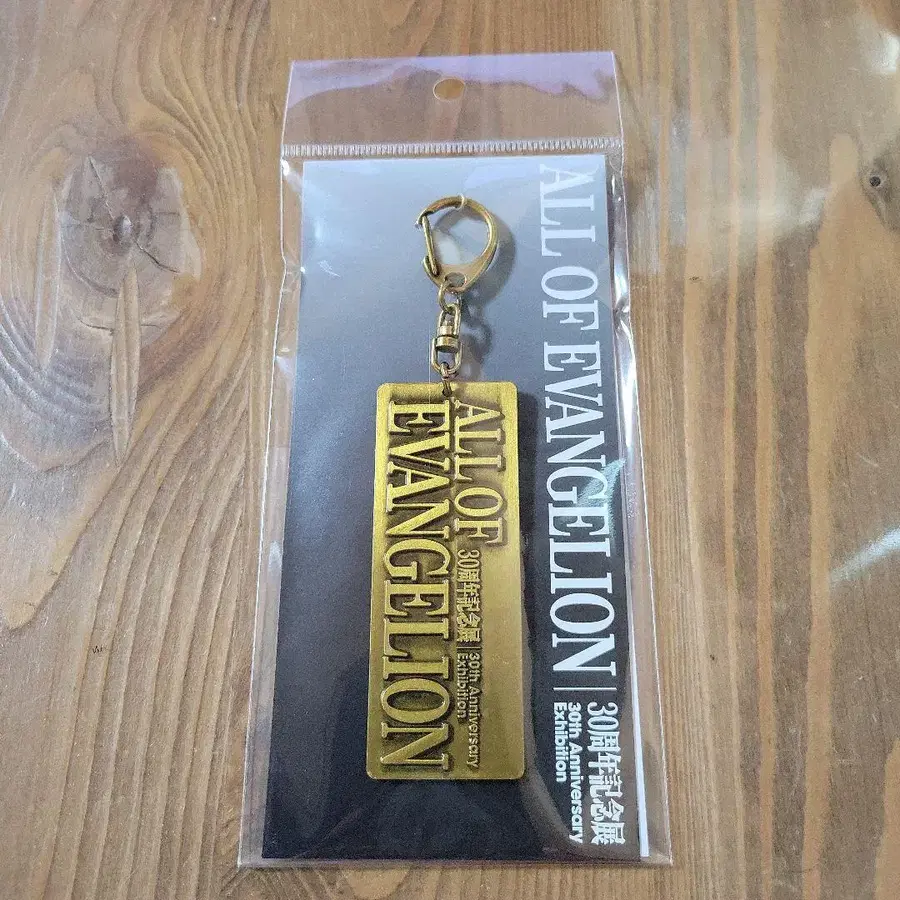 ALL OF
EVANGELION
30周年記念展
30th Anniversary
Exhibition
ALL OF EVANGELION
30周年記念展
30th Anniversary
Exhibition